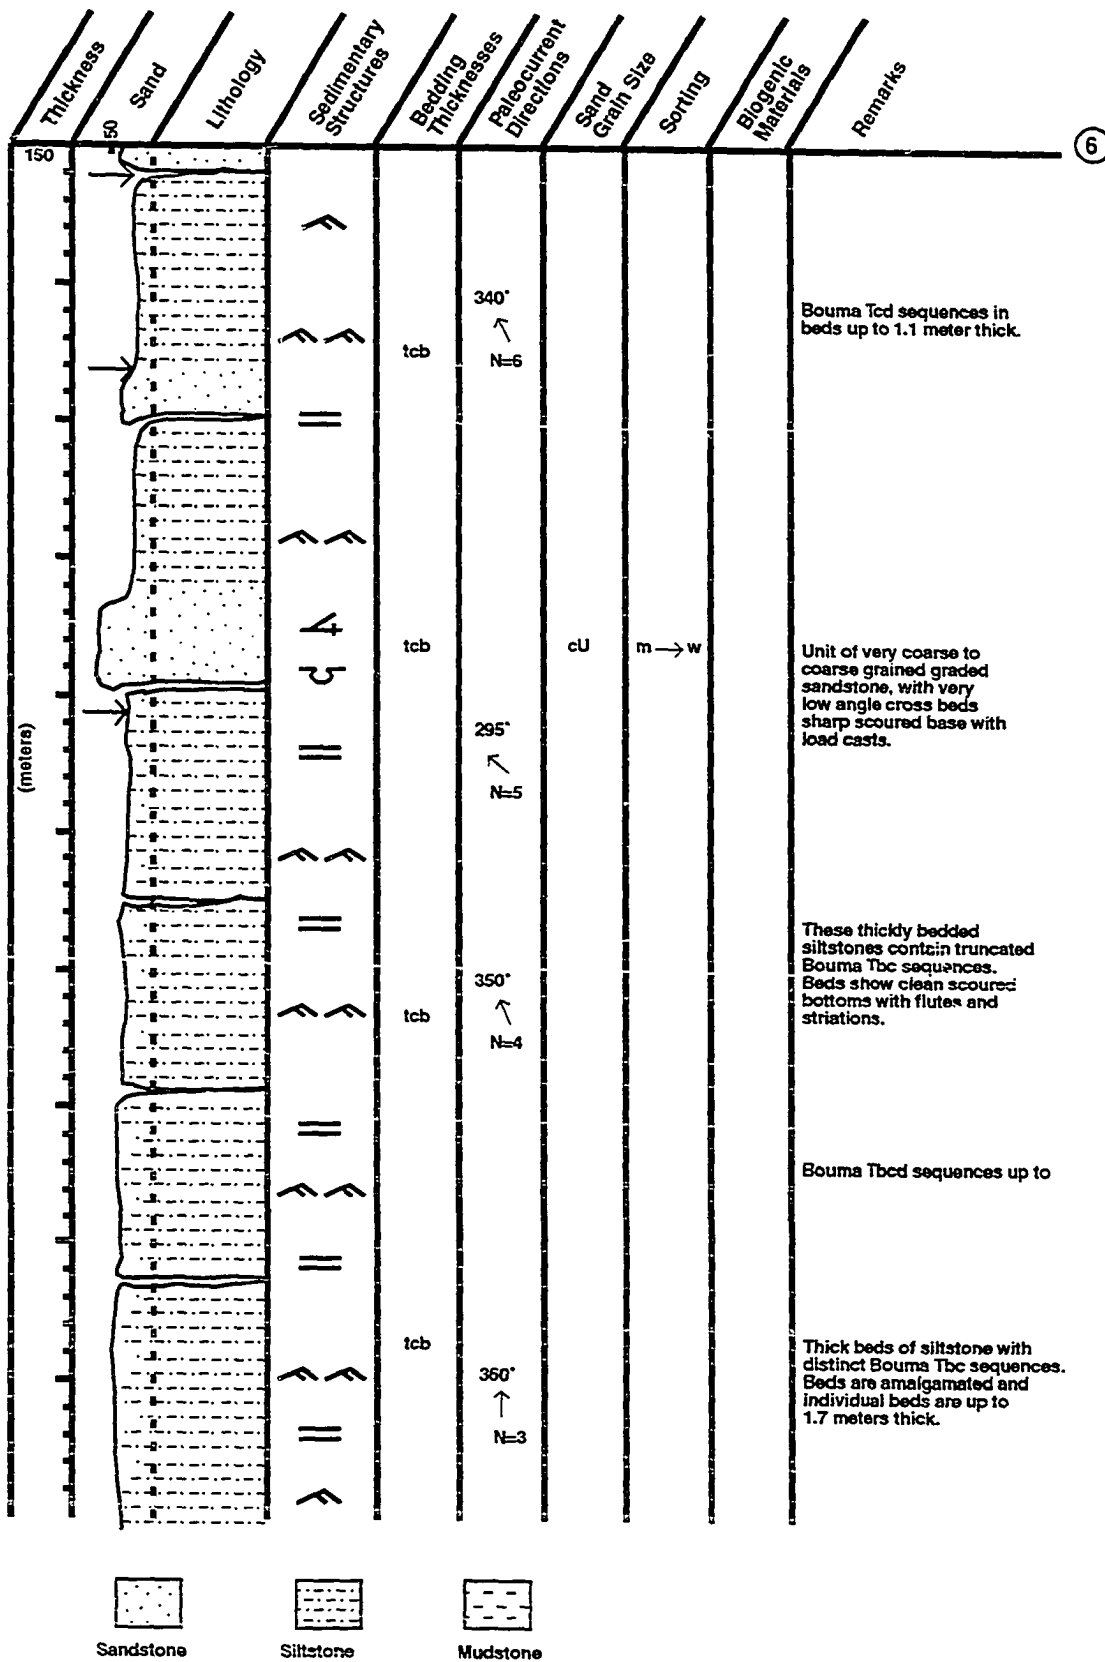 Thickness
Sand
Lithology
Sedimentary
Structures
Bedding
Thicknesses
Paleocurrent
Directions
Sand
Grain Size
Sorting
Biogenic
Materials
Remarks
6
50
150
340°
N=6
tcb
Bouma Tcd sequences in
beds up to 1.1 meter thick.
tcb
cU
m → w
Unit of very coarse to
coarse grained graded
sandstone, with very
low angle cross beds
sharp scoured base with
load casts.
(meters)
295°
N=5
These thickly bedded
siltstones contain truncated
Bouma Tbc sequences.
Beds show clean scoured
bottoms with flutes and
striations.
350°
tcb
N=4
Bouma Tbcd sequences up to
tcb
360°
N=3
Thick beds of siltstone with
distinct Bouma Tbc sequences.
Beds are amalgamated and
individual beds are up to
1.7 meters thick.
Sandstone
Siltstone
Mudstone